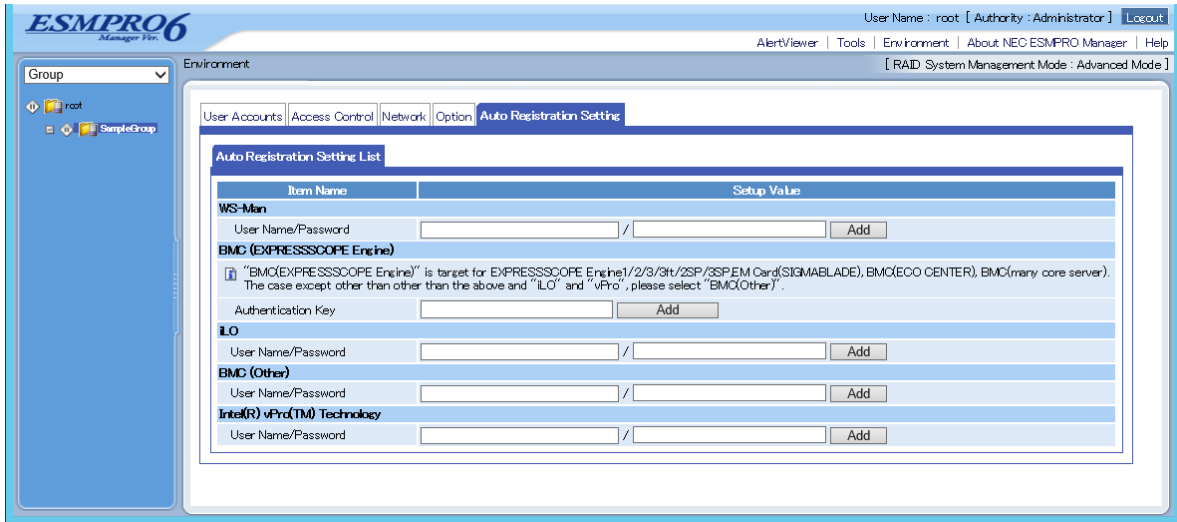 ESMPRO6
Manager Ver.
User Name : root [ Authority : Administrator ] Logout
AlertViewer | Tools | Environment | About NEC ESMPRO Manager | Help
Group
Environment
[ RAID System Management Mode : Advanced Mode ]
root
SampleGroup
User Accounts Access Control Network Option Auto Registration Setting
Auto Registration Setting List
Item Name Setup Value
WS-Man
User Name/Password / Add
BMC (EXPRESSSCOPE Engine)
"BMC(EXPRESSSCOPE Engine)" is target for EXPRESSSCOPE Engine1/2/3/3ft/2SP/3SP,EM Card(SIGMABLADE), BMC(ECO CENTER), BMC(many core server).
The case except other than other than the above and "iLO" and "vPro", please select "BMC(Other)".
Authentication Key Add
iLO
User Name/Password / Add
BMC (Other)
User Name/Password / Add
Intel(R) vPro(TM) Technology
User Name/Password / Add